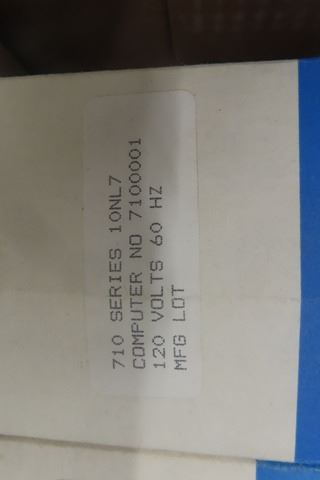 710 SERIES 10NL7
COMPUTER NO 7100001
120 VOLTS 60 HZ
MFG LOT